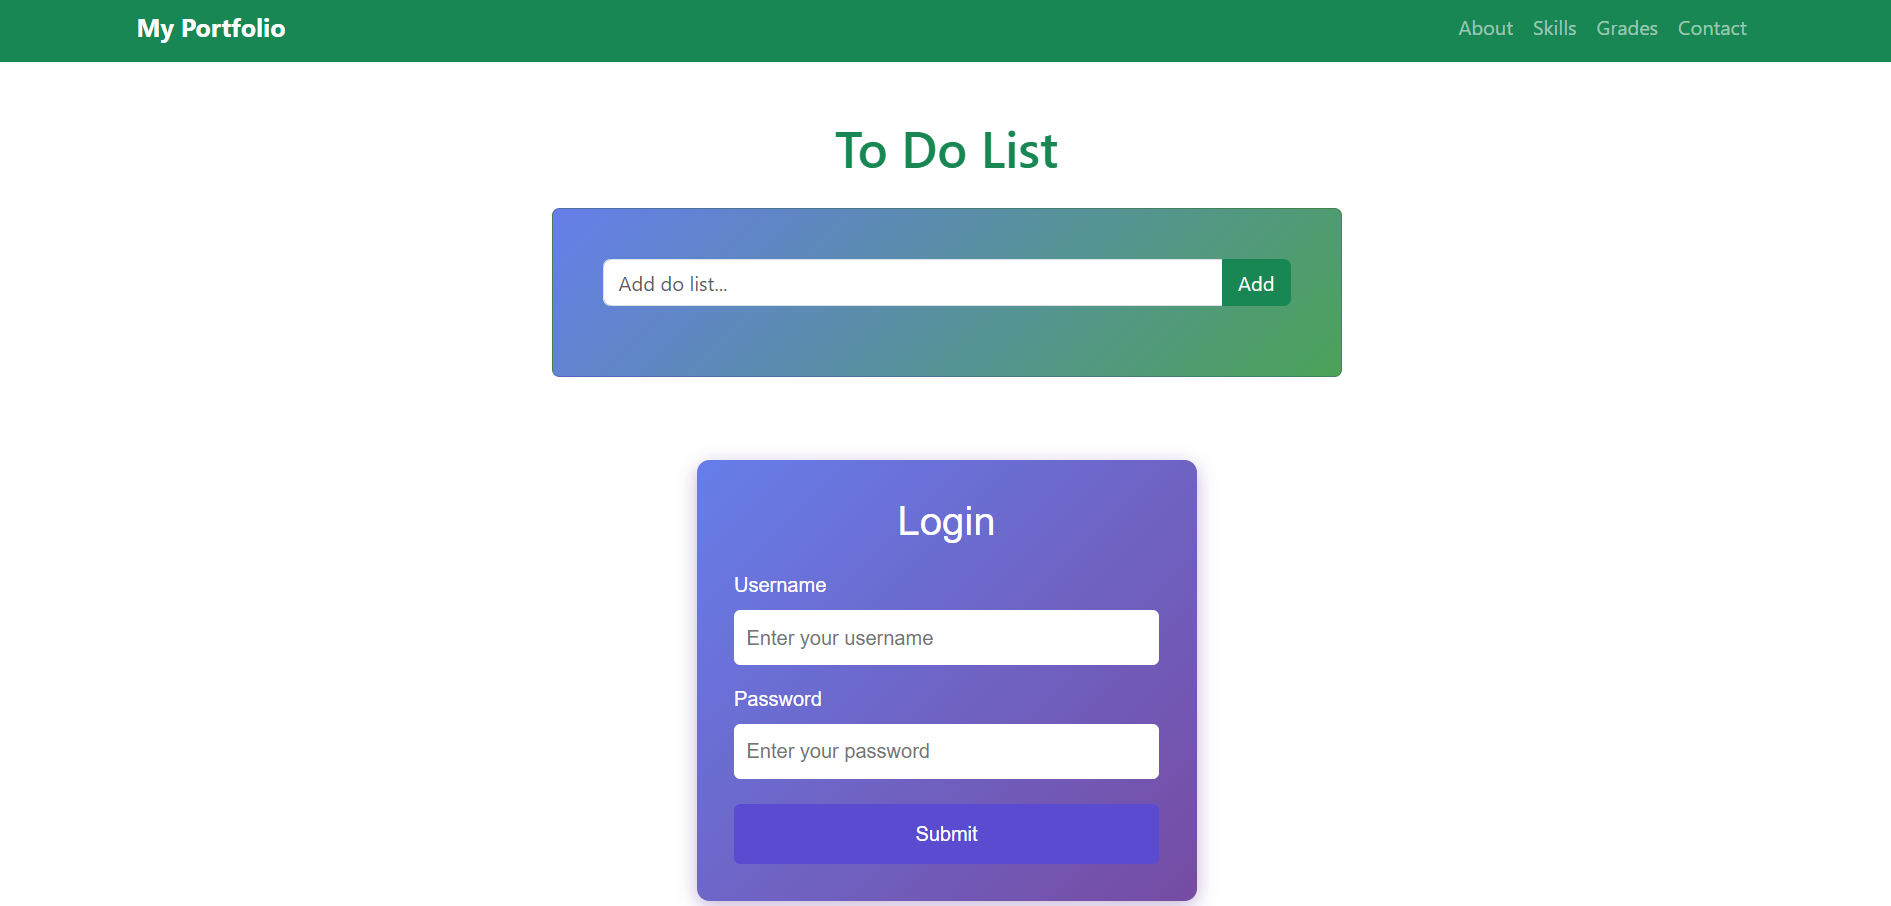 My Portfolio About Skills Grades Contact
To Do List
Add do list... Add
Login
Username
Enter your username
Password
Enter your password
Submit